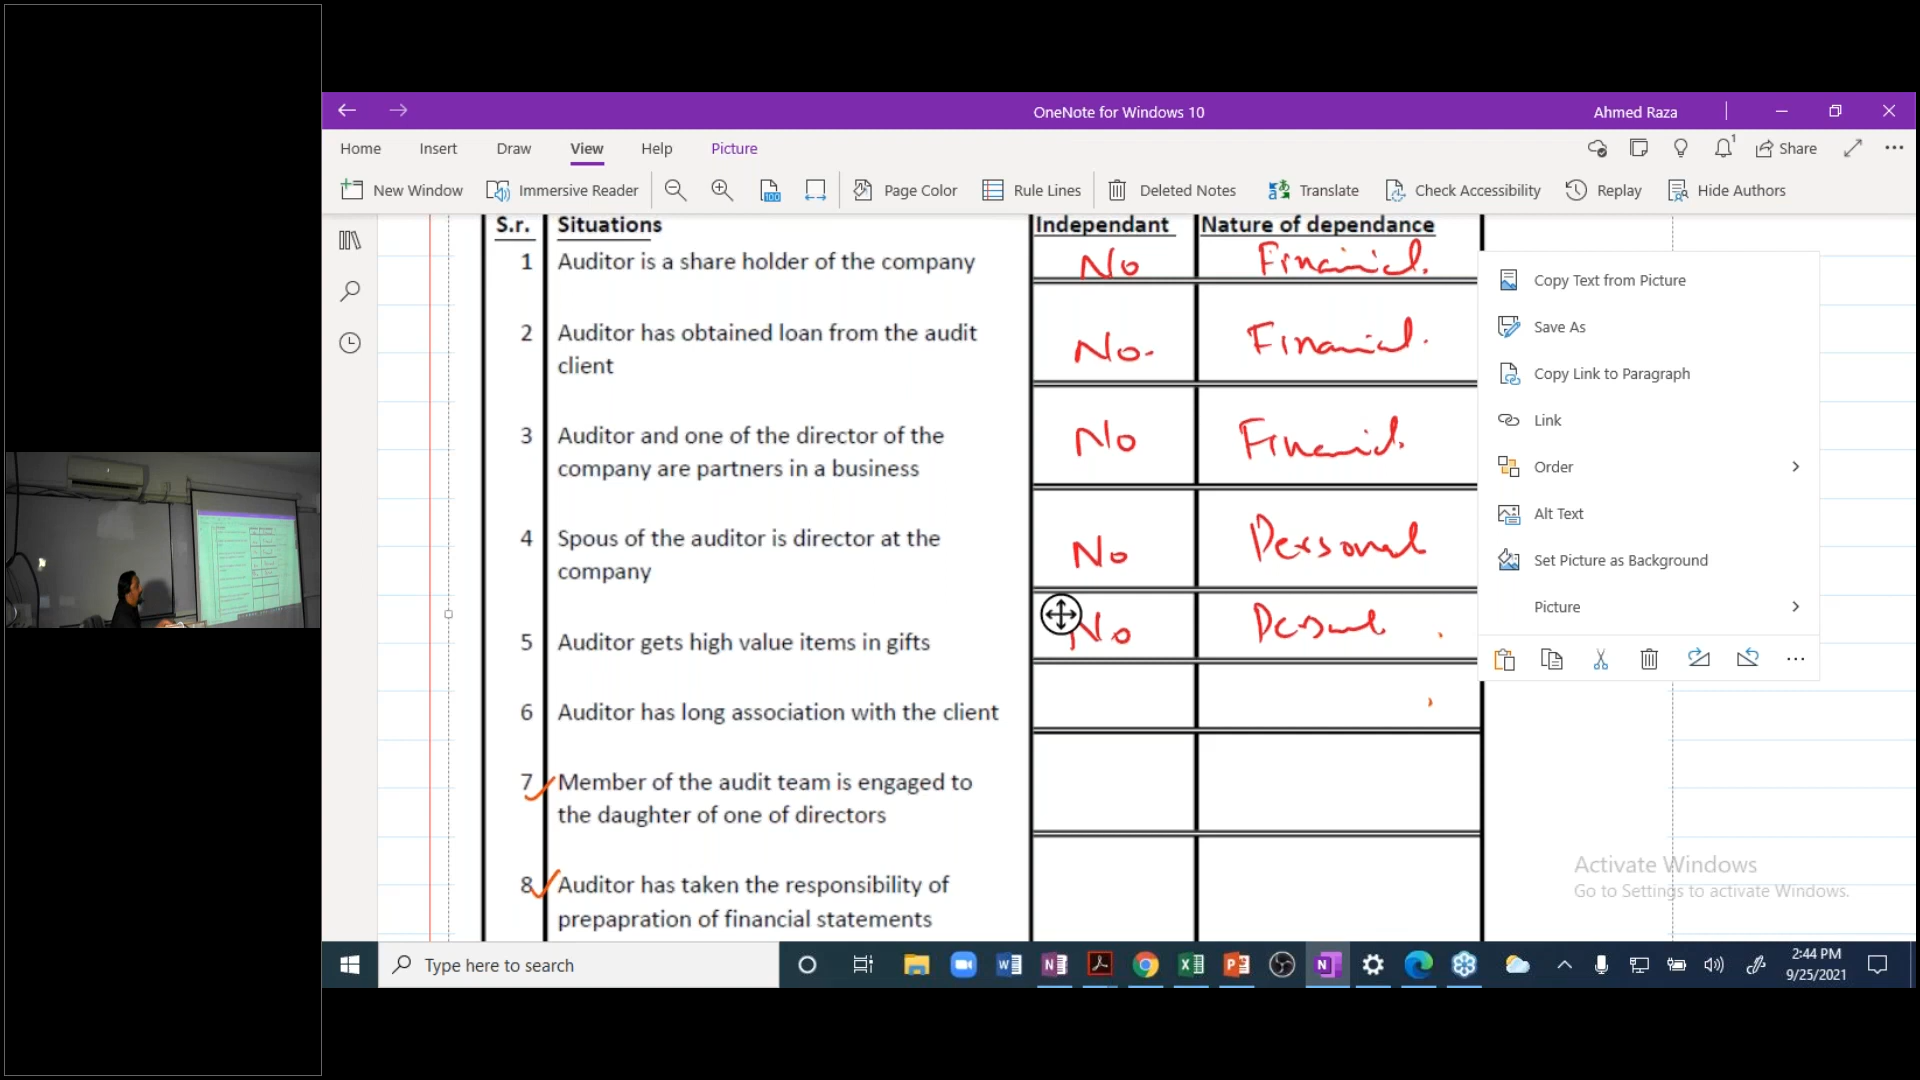 OneNote for Windows 10
Ahmed Raza
Home Insert Draw View Help Picture
1 Share
New Window Immersive Reader 100 Page Color Rule Lines Deleted Notes Translate Check Accessibility Replay Hide Authors
S.r. Situations Independant Nature of dependance
1 Auditor is a share holder of the company No Financial.
2 Auditor has obtained loan from the audit
client
No. Financial.
3 Auditor and one of the director of the
company are partners in a business
No Financial.
4 Spous of the auditor is director at the
company
No Personal
5 Auditor gets high value items in gifts No Personal
6 Auditor has long association with the client
7 Member of the audit team is engaged to
the daughter of one of directors
8 Auditor has taken the responsibility of
prepapration of financial statements
Copy Text from Picture
Save As
Copy Link to Paragraph
Link
Order
Alt Text
Set Picture as Background
Picture
Activate Windows
Go to Settings to activate Windows.
Type here to search
2:44 PM
9/25/2021